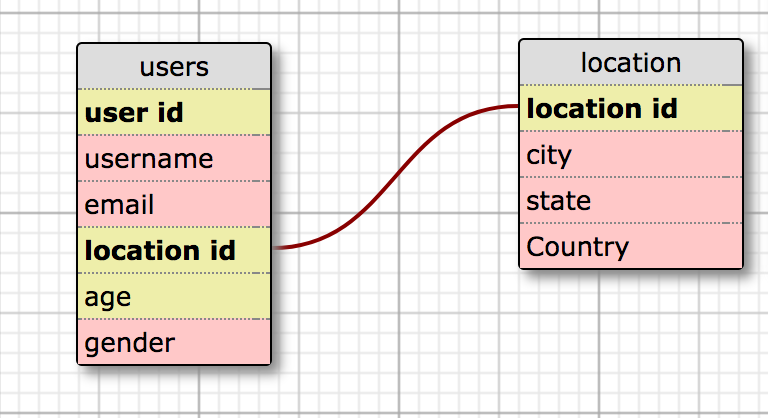 users
user id
username
email
location id
age
gender
location
location id
city
state
Country